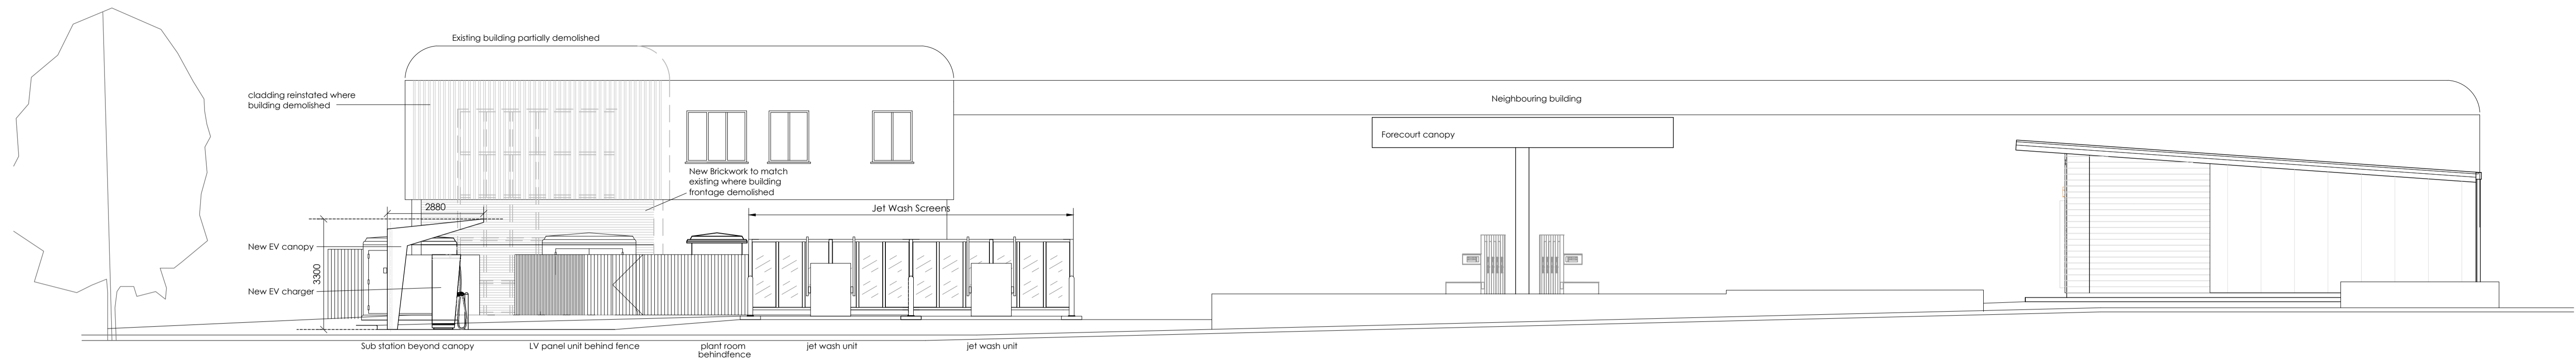 Existing building partially demolished
cladding reinstated where
building demolished
Neighbouring building
Forecourt canopy
New Brickwork to match
existing where building
frontage demolished
2880
Jet Wash Screens
New EV canopy
3300
New EV charger
Sub station beyond canopy
LV panel unit behind fence
plant room
behindfence
jet wash unit
jet wash unit